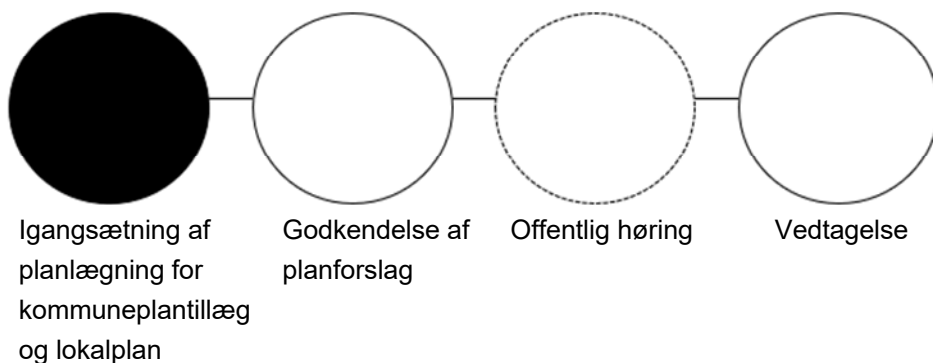 Igangsætning af
planlægning for
kommuneplantillæg
og lokalplan
Godkendelse af
planforslag
Offentlig høring
Vedtagelse